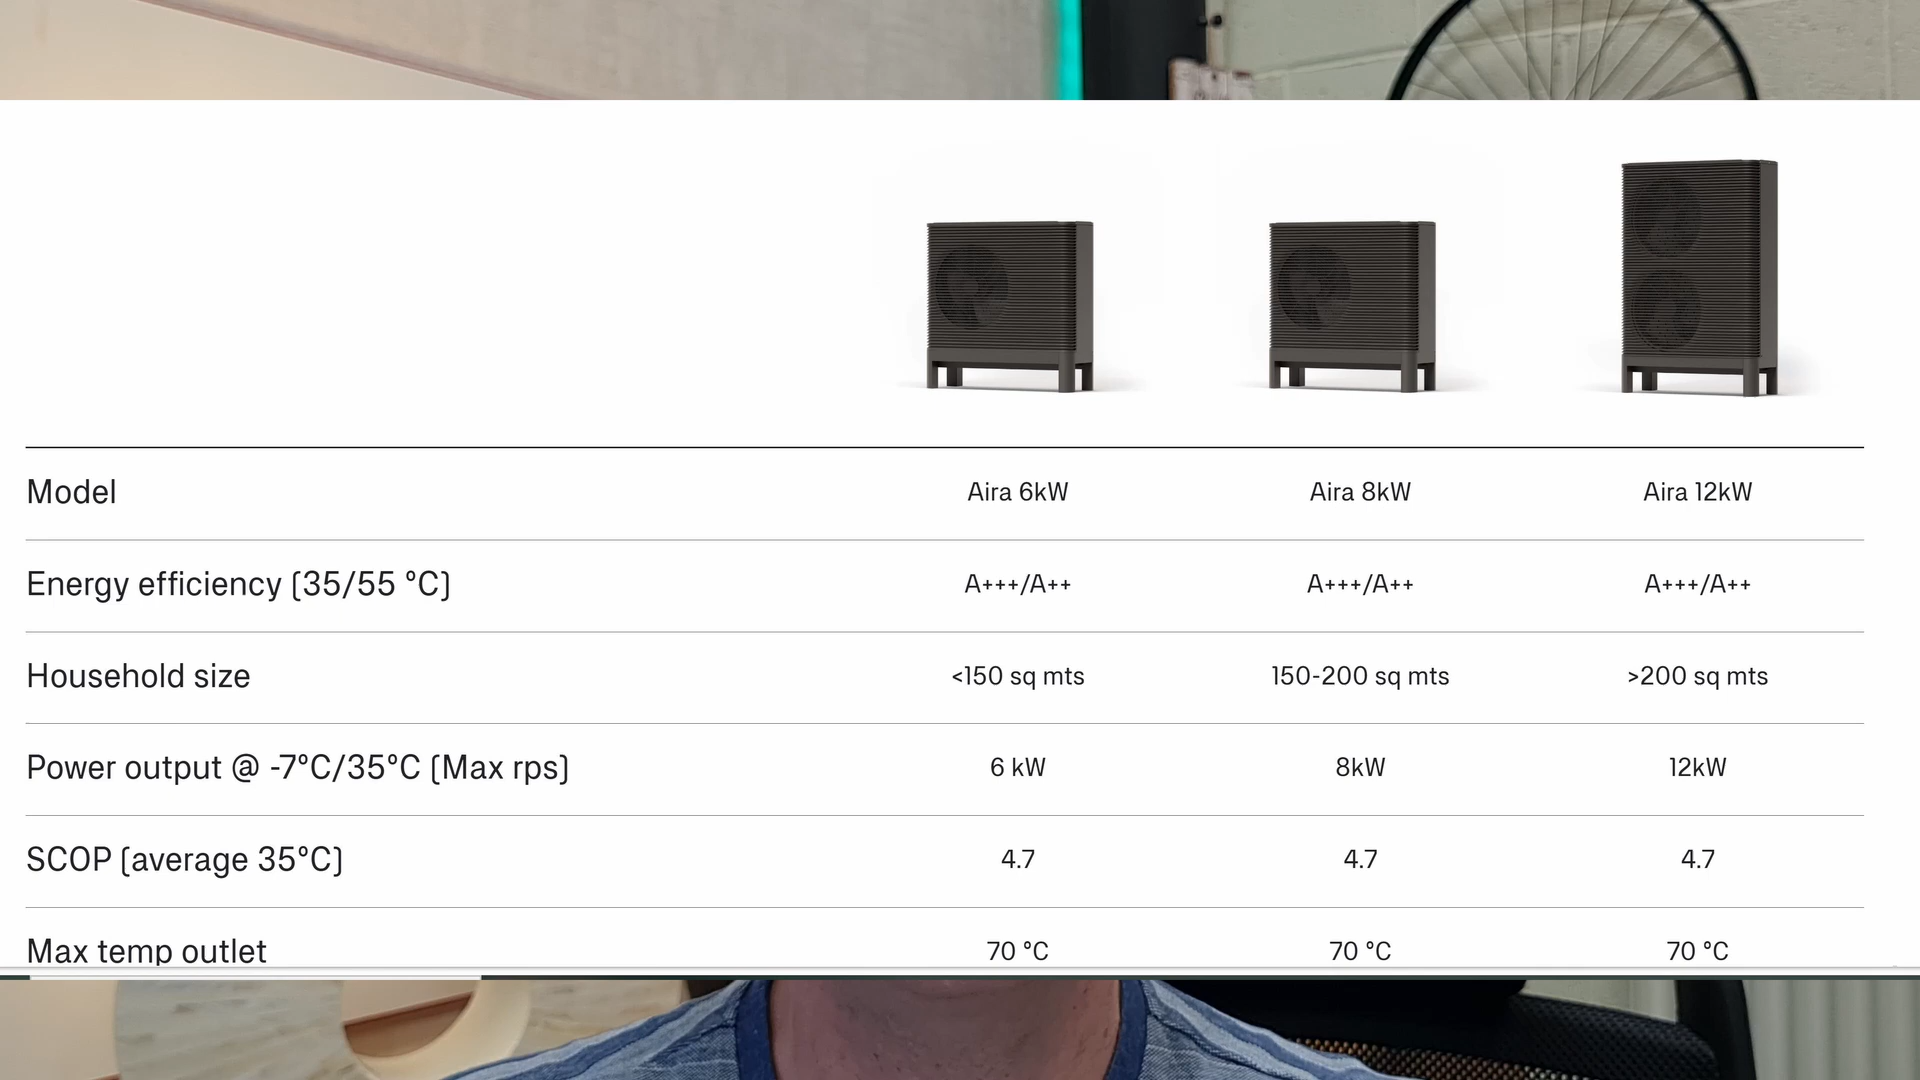 Model Aira 6kW Aira 8kW Aira 12kW
Energy efficiency (35/55 °C) A+++/A++ A+++/A++ A+++/A++
Household size <150 sq mts 150-200 sq mts >200 sq mts
Power output @ -7°C/35°C (Max rps) 6 kW 8kW 12kW
SCOP (average 35°C) 4.7 4.7 4.7
Max temp outlet 70 °C 70 °C 70 °C